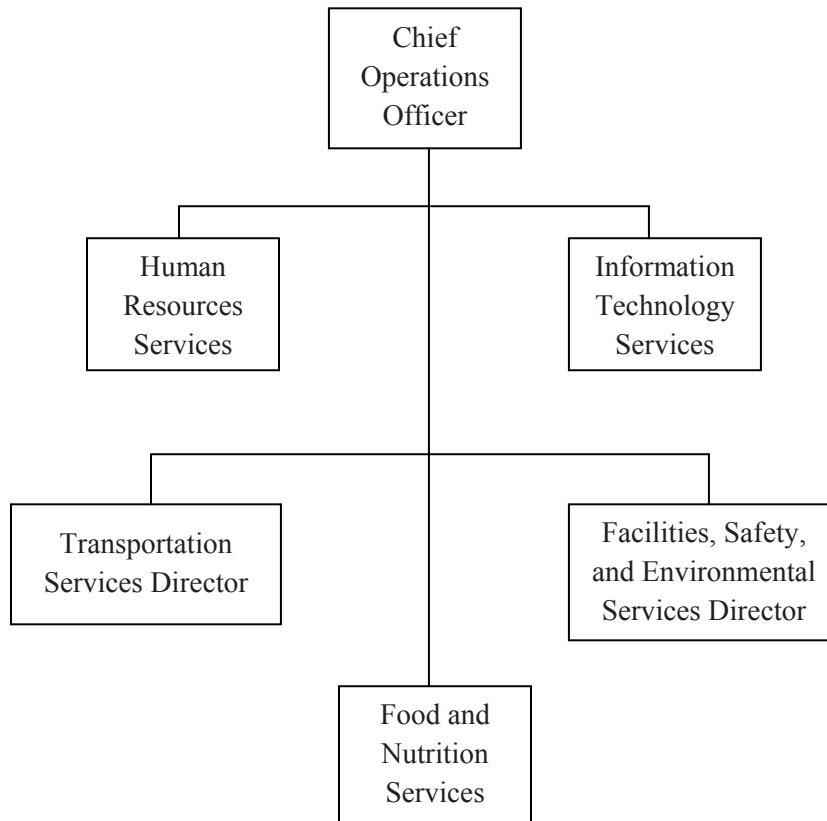 Chief
Operations
Officer
Human
Resources
Services
Information
Technology
Services
Transportation
Services Director
Facilities, Safety,
and Environmental
Services Director
Food and
Nutrition
Services